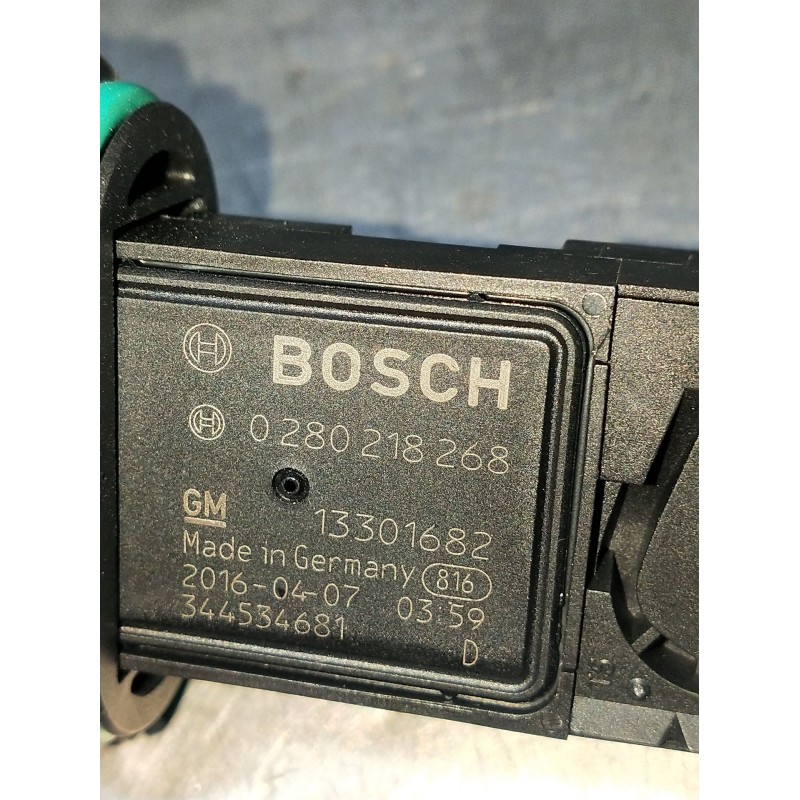 BOSCH
0 280 218 268
GM 13301682
Made in Germany 816
2016-04-07 03:59
344534681
D